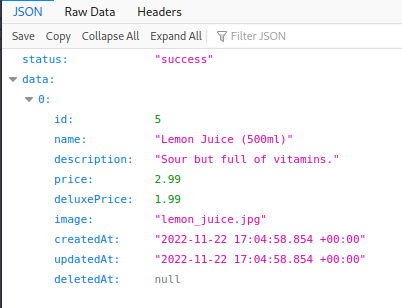 JSON Raw Data Headers
Save Copy Collapse All Expand All Filter JSON
status: "success"
data:
0:
id: 5
name: "Lemon Juice (500ml)"
description: "Sour but full of vitamins."
price: 2.99
deluxePrice: 1.99
image: "lemon_juice.jpg"
createdAt: "2022-11-22 17:04:58.854 +00:00"
updatedAt: "2022-11-22 17:04:58.854 +00:00"
deletedAt: null